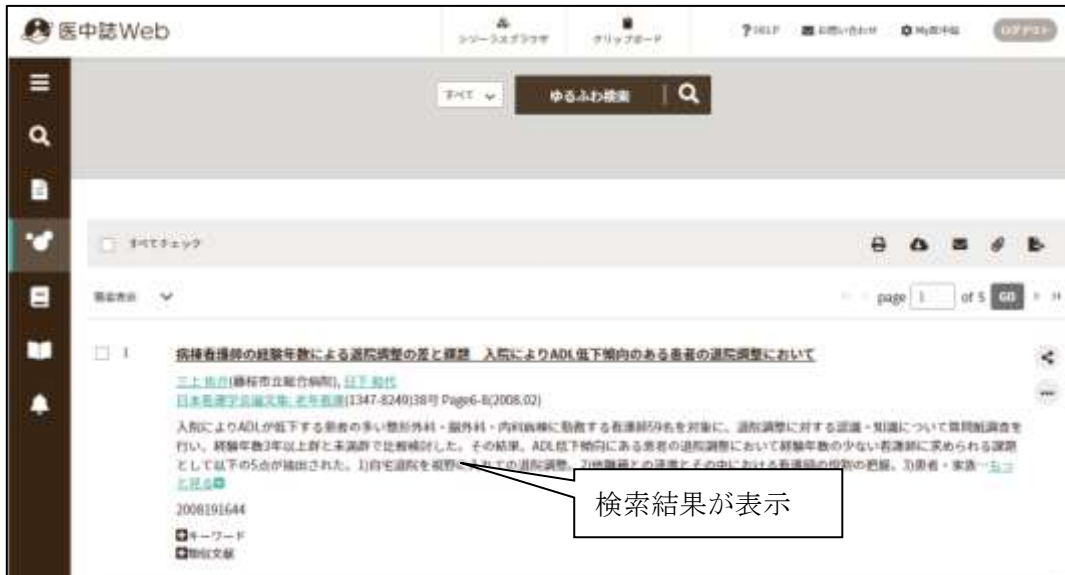 医中誌Web
シソーラスブラウザ
クリップボード
?HELP お問い合わせ My医中誌 ログアウト
すべて
ゆるふわ検索
すべてチェック
page 1 of 5 GO
1 病棟看護師の経験年数による退院調整の差と課題 入院によりADL低下傾向のある患者の退院調整において
(藤枝市立総合病院), 日下 和代
日本看護学会論文集: 老年看護(1347-8249)38号 Page6-8(2008.02)
入院によりADLが低下する患者の多い整形外科・脳外科・内科病棟に勤務する看護師59名を対象に、退院調整に対する認識・知識について質問紙調査を
行い、経験年数3年以上群と未満群で比較検討した。その結果、ADL低下傾向にある患者の退院調整において経験年数の少ない看護師に求められる課題
として以下の5点が抽出された。1)自宅退院を視野に入れての退院調整。2)他職種との連携とその中における看護師の役割の把握。3)患者・家族…もっ
と見る
2008191644
キーワード
類似文献
検索結果が表示